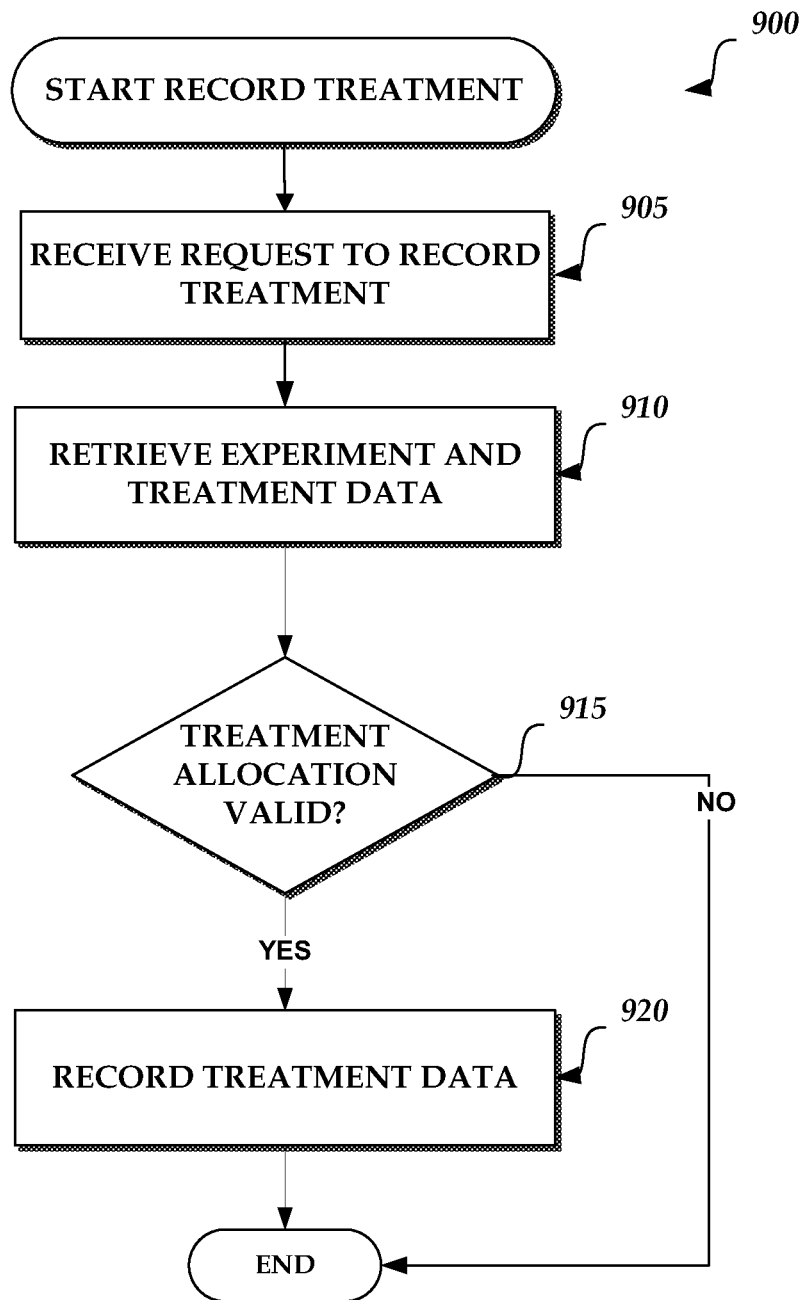 900
START RECORD TREATMENT
905
RECEIVE REQUEST TO RECORD
TREATMENT
910
RETRIEVE EXPERIMENT AND
TREATMENT DATA
915
TREATMENT
ALLOCATION
VALID?
NO
YES
920
RECORD TREATMENT DATA
END